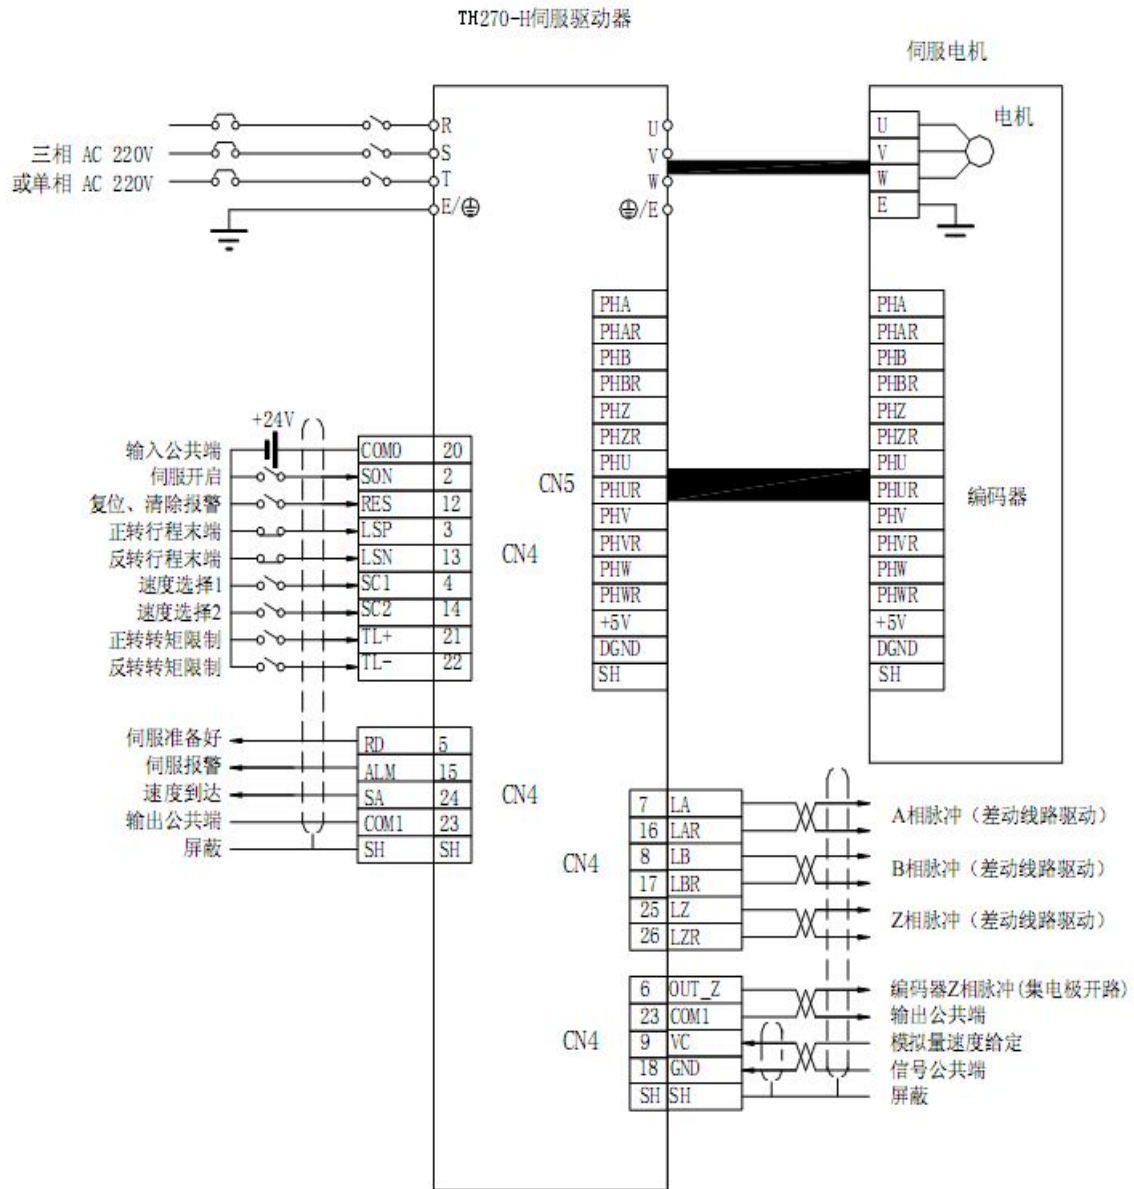 TH270-H伺服驱动器
伺服电机
三相 AC 220V
或单相 AC 220V
R
S
T
E/
U
V
W
/E
U
V
W
E
电机
PHA
PHAR
PHB
PHBR
PHZ
PHZR
PHU
PHUR
PHV
PHVR
PHW
PHWR
+5V
DGND
SH
CN5
PHA
PHAR
PHB
PHBR
PHZ
PHZR
PHU
PHUR
PHV
PHVR
PHW
PHWR
+5V
DGND
SH
编码器
+24V
输入公共端 COMO 20
伺服开启 SON 2
复位、清除报警 RES 12
正转行程末端 LSP 3
反转行程末端 LSN 13
速度选择1 SC1 4
速度选择2 SC2 14
正转转矩限制 TL+ 21
反转转矩限制 TL- 22
CN4
伺服准备好 RD 5
伺服报警 ALM 15
速度到达 SA 24
输出公共端 COM1 23
屏蔽 SH SH
CN4
7 LA
16 LAR
A相脉冲（差动线路驱动）
8 LB
17 LBR
B相脉冲（差动线路驱动）
25 LZ
26 LZR
Z相脉冲（差动线路驱动）
CN4
6 OUT_Z 编码器Z相脉冲(集电极开路)
23 COM1 输出公共端
9 VC 模拟量速度给定
18 GND 信号公共端
SH SH 屏蔽
CN4